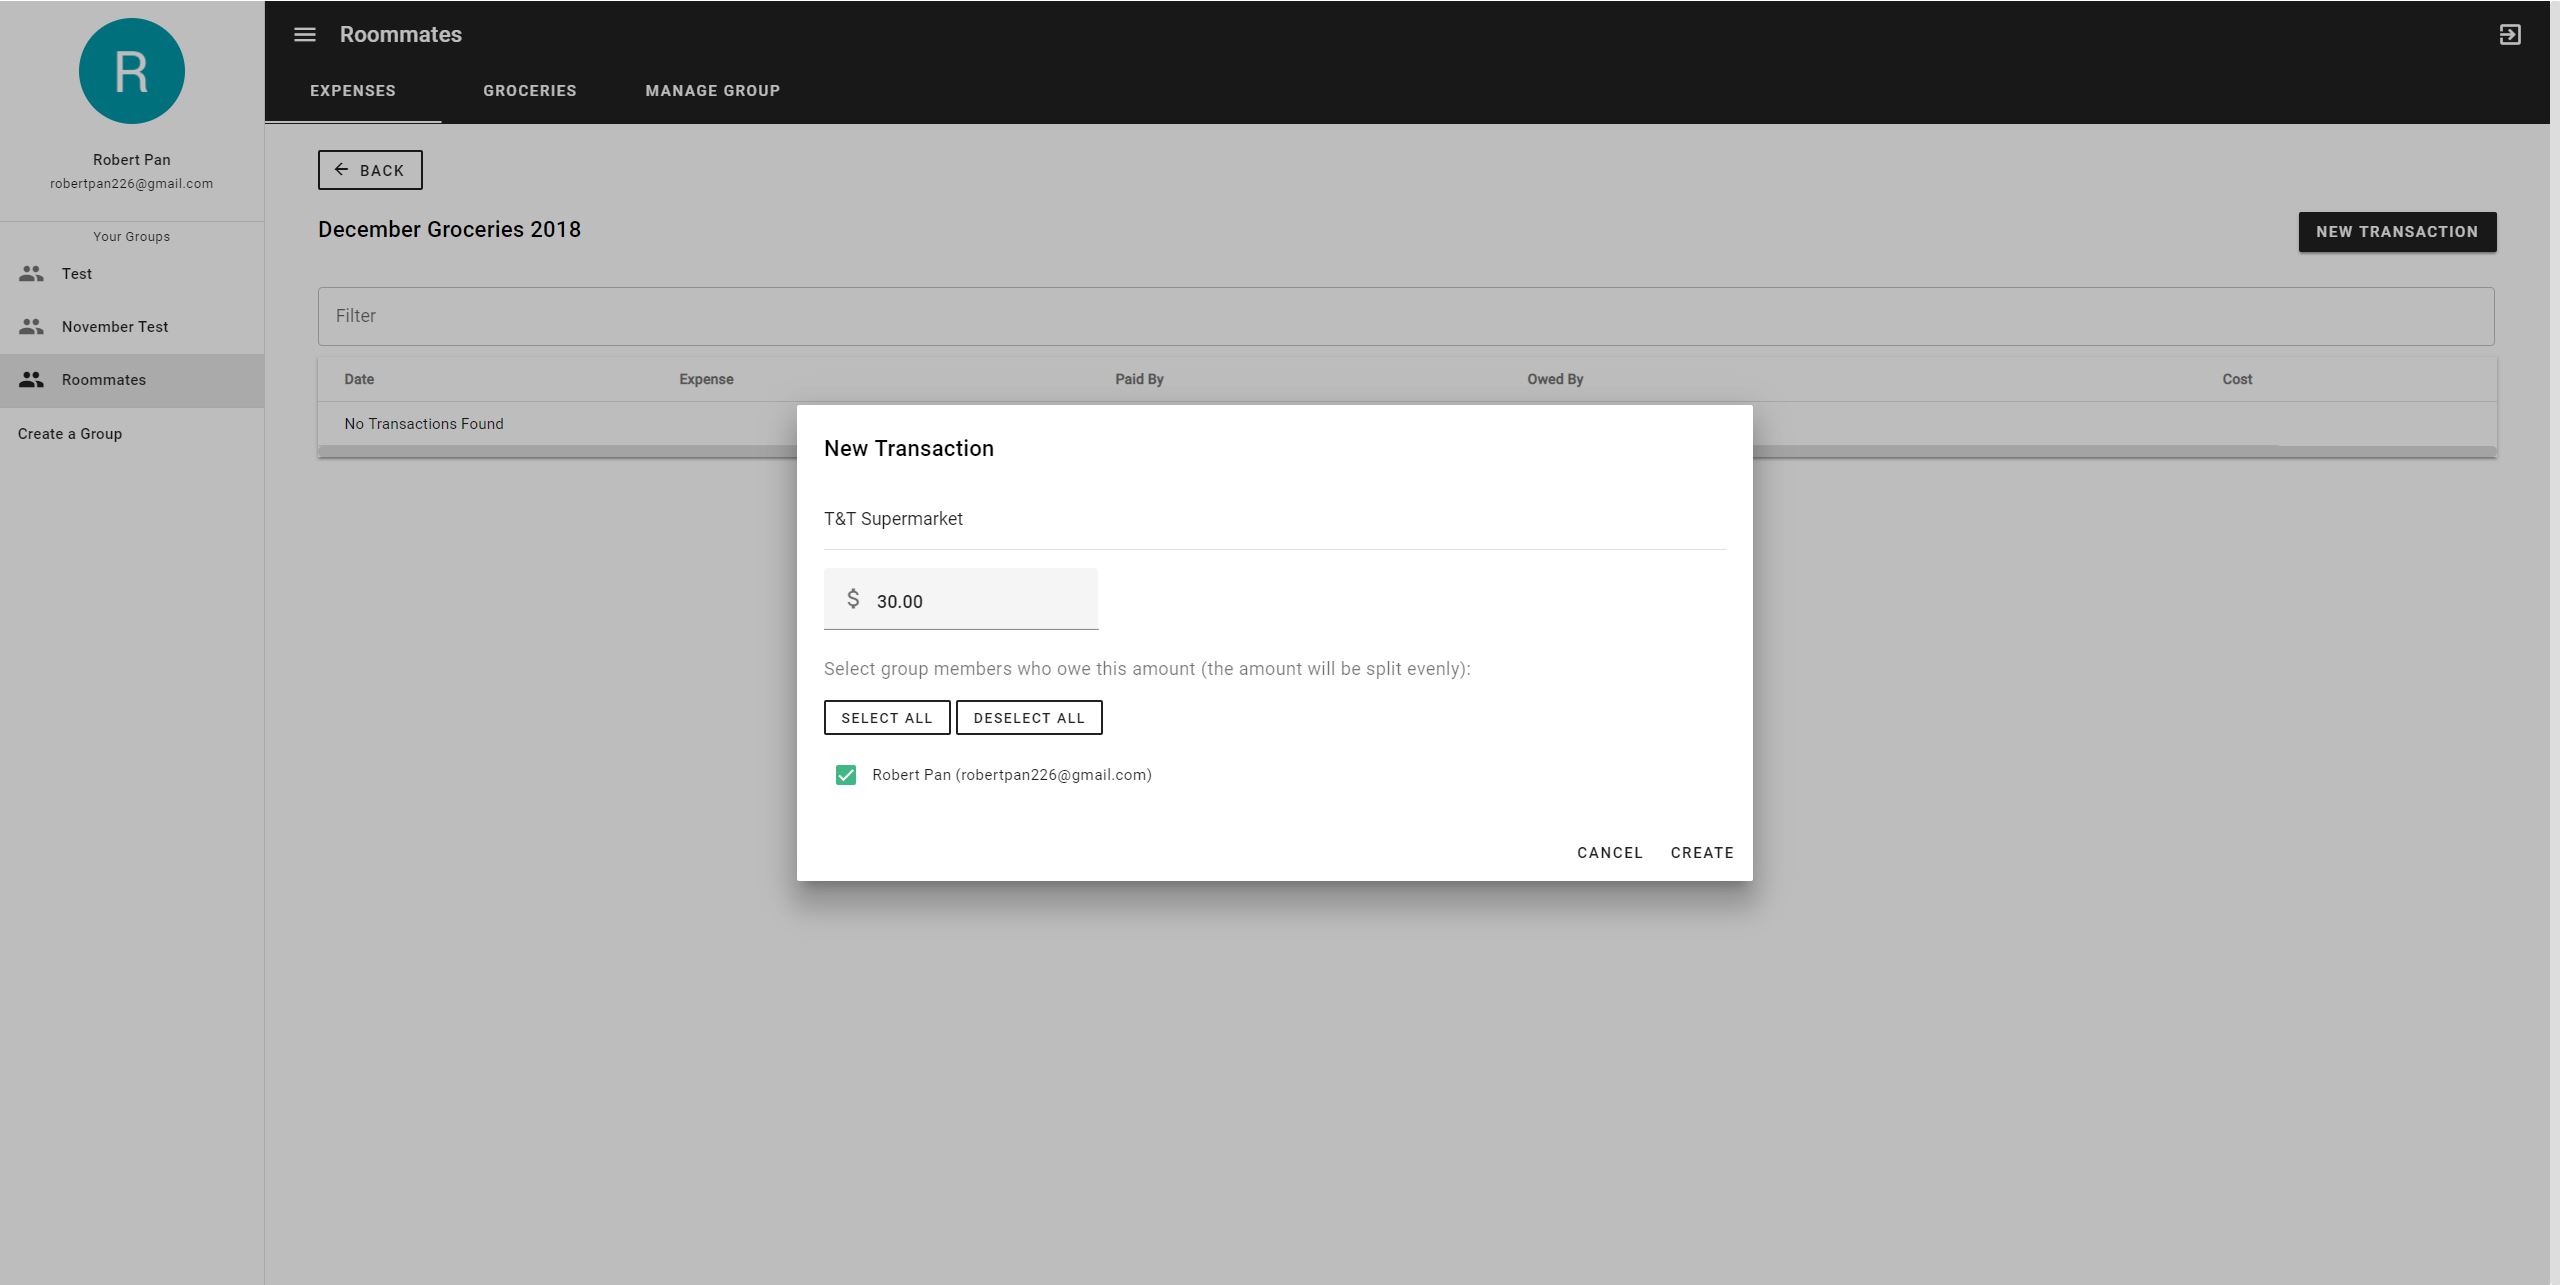 R
Robert Pan
robertpan226@gmail.com
Your Groups
Test
November Test
Roommates
Create a Group
Roommates
EXPENSES GROCERIES MANAGE GROUP
BACK
December Groceries 2018
NEW TRANSACTION
Filter
Date Expense Paid By Owed By Cost
No Transactions Found
New Transaction
T&T Supermarket
$ 30.00
Select group members who owe this amount (the amount will be split evenly):
SELECT ALL DESELECT ALL
Robert Pan (robertpan226@gmail.com)
CANCEL CREATE